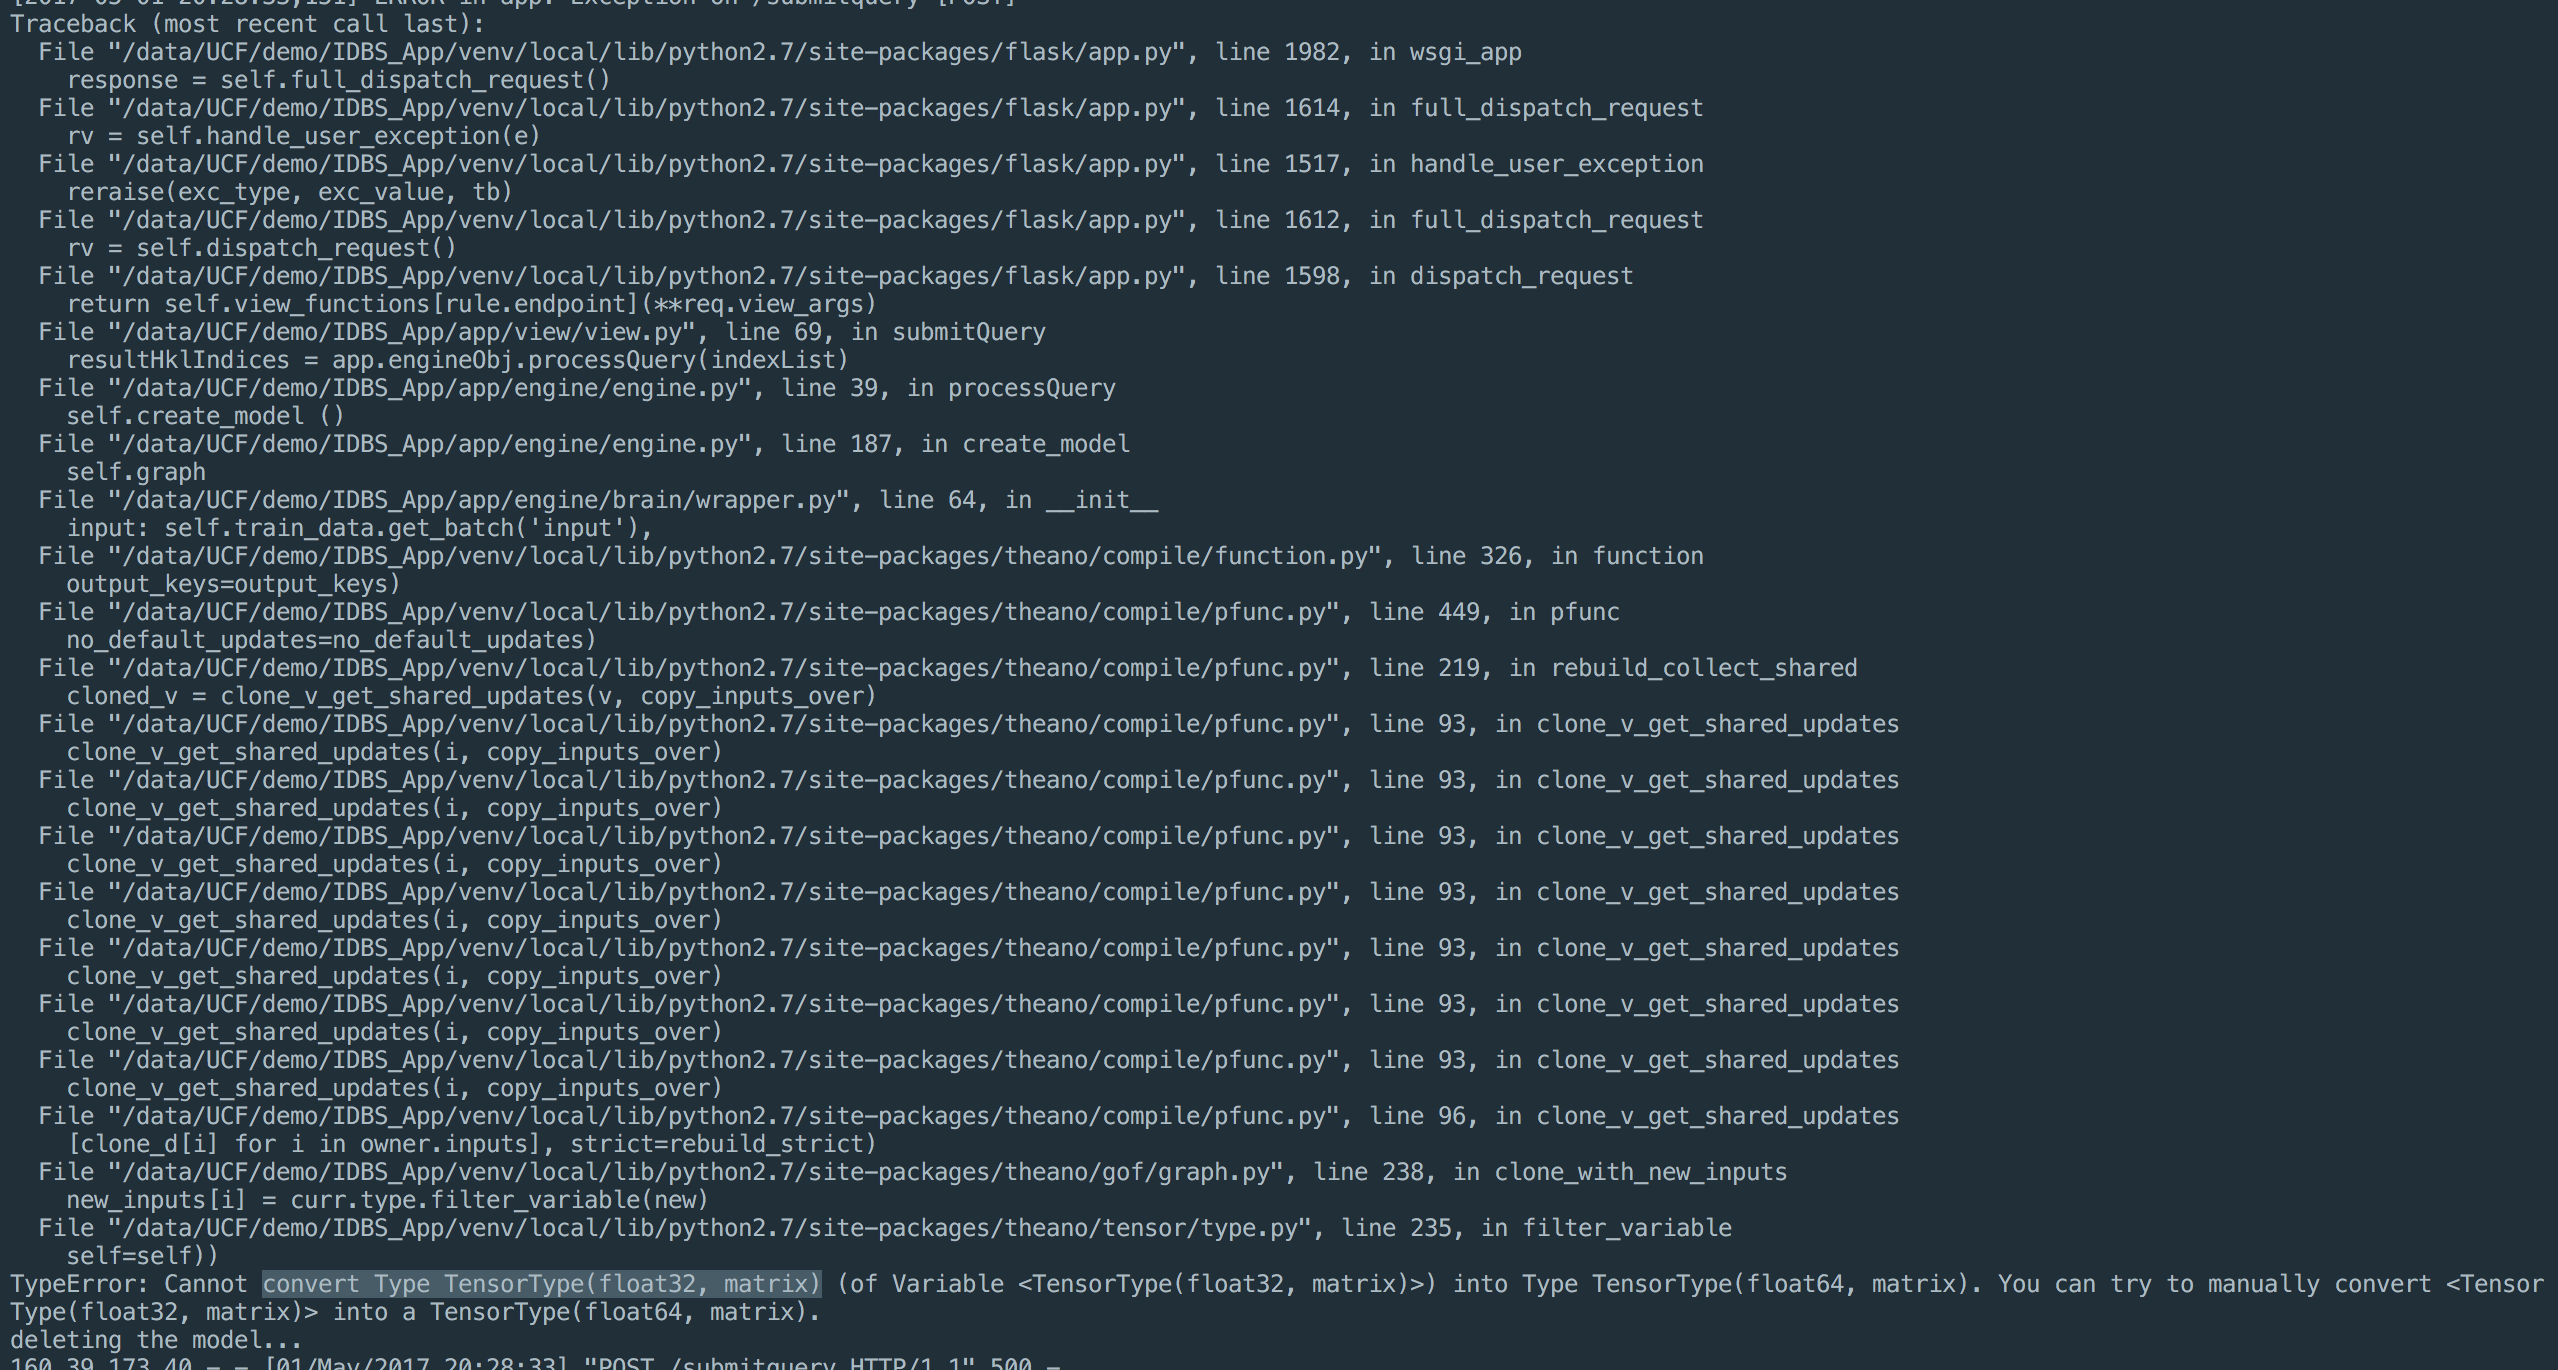 [2017-05-01 20:28:33,131] ERROR in app: Exception on /submitquery [POST]
Traceback (most recent call last):
  File "/data/UCF/demo/IDBS_App/venv/local/lib/python2.7/site-packages/flask/app.py", line 1982, in wsgi_app
    response = self.full_dispatch_request()
  File "/data/UCF/demo/IDBS_App/venv/local/lib/python2.7/site-packages/flask/app.py", line 1614, in full_dispatch_request
    rv = self.handle_user_exception(e)
  File "/data/UCF/demo/IDBS_App/venv/local/lib/python2.7/site-packages/flask/app.py", line 1517, in handle_user_exception
    reraise(exc_type, exc_value, tb)
  File "/data/UCF/demo/IDBS_App/venv/local/lib/python2.7/site-packages/flask/app.py", line 1612, in full_dispatch_request
    rv = self.dispatch_request()
  File "/data/UCF/demo/IDBS_App/venv/local/lib/python2.7/site-packages/flask/app.py", line 1598, in dispatch_request
    return self.view_functions[rule.endpoint](**req.view_args)
  File "/data/UCF/demo/IDBS_App/app/view/view.py", line 69, in submitQuery
    resultHklIndices = app.engineObj.processQuery(indexList)
  File "/data/UCF/demo/IDBS_App/app/engine/engine.py", line 39, in processQuery
    self.create_model ()
  File "/data/UCF/demo/IDBS_App/app/engine/engine.py", line 187, in create_model
    self.graph
  File "/data/UCF/demo/IDBS_App/app/engine/brain/wrapper.py", line 64, in __init__
    input: self.train_data.get_batch('input'),
  File "/data/UCF/demo/IDBS_App/venv/local/lib/python2.7/site-packages/theano/compile/function.py", line 326, in function
    output_keys=output_keys)
  File "/data/UCF/demo/IDBS_App/venv/local/lib/python2.7/site-packages/theano/compile/pfunc.py", line 449, in pfunc
    no_default_updates=no_default_updates)
  File "/data/UCF/demo/IDBS_App/venv/local/lib/python2.7/site-packages/theano/compile/pfunc.py", line 219, in rebuild_collect_shared
    cloned_v = clone_v_get_shared_updates(v, copy_inputs_over)
  File "/data/UCF/demo/IDBS_App/venv/local/lib/python2.7/site-packages/theano/compile/pfunc.py", line 93, in clone_v_get_shared_updates
    clone_v_get_shared_updates(i, copy_inputs_over)
  File "/data/UCF/demo/IDBS_App/venv/local/lib/python2.7/site-packages/theano/compile/pfunc.py", line 93, in clone_v_get_shared_updates
    clone_v_get_shared_updates(i, copy_inputs_over)
  File "/data/UCF/demo/IDBS_App/venv/local/lib/python2.7/site-packages/theano/compile/pfunc.py", line 93, in clone_v_get_shared_updates
    clone_v_get_shared_updates(i, copy_inputs_over)
  File "/data/UCF/demo/IDBS_App/venv/local/lib/python2.7/site-packages/theano/compile/pfunc.py", line 93, in clone_v_get_shared_updates
    clone_v_get_shared_updates(i, copy_inputs_over)
  File "/data/UCF/demo/IDBS_App/venv/local/lib/python2.7/site-packages/theano/compile/pfunc.py", line 93, in clone_v_get_shared_updates
    clone_v_get_shared_updates(i, copy_inputs_over)
  File "/data/UCF/demo/IDBS_App/venv/local/lib/python2.7/site-packages/theano/compile/pfunc.py", line 93, in clone_v_get_shared_updates
    clone_v_get_shared_updates(i, copy_inputs_over)
  File "/data/UCF/demo/IDBS_App/venv/local/lib/python2.7/site-packages/theano/compile/pfunc.py", line 93, in clone_v_get_shared_updates
    clone_v_get_shared_updates(i, copy_inputs_over)
  File "/data/UCF/demo/IDBS_App/venv/local/lib/python2.7/site-packages/theano/compile/pfunc.py", line 96, in clone_v_get_shared_updates
    [clone_d[i] for i in owner.inputs], strict=rebuild_strict)
  File "/data/UCF/demo/IDBS_App/venv/local/lib/python2.7/site-packages/theano/gof/graph.py", line 238, in clone_with_new_inputs
    new_inputs[i] = curr.type.filter_variable(new)
  File "/data/UCF/demo/IDBS_App/venv/local/lib/python2.7/site-packages/theano/tensor/type.py", line 235, in filter_variable
    self=self))
TypeError: Cannot convert Type TensorType(float32, matrix) (of Variable <TensorType(float32, matrix)>) into Type TensorType(float64, matrix). You can try to manually convert <Tensor
Type(float32, matrix)> into a TensorType(float64, matrix).
deleting the model...
160.39.173.40 - - [01/May/2017 20:28:33] "POST /submitquery HTTP/1.1" 500 -